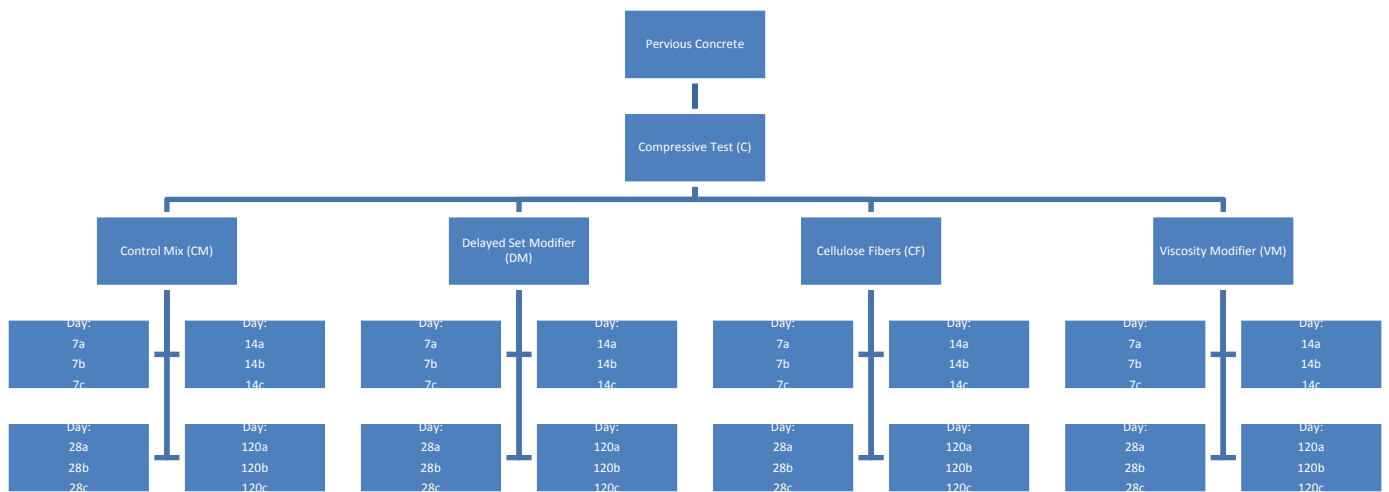 Pervious Concrete
Compressive Test (C)
Control Mix (CM)
Delayed Set Modifier
(DM)
Cellulose Fibers (CF)
Viscosity Modifier (VM)
Day:
7a
7b
7c
Day:
14a
14b
14c
Day:
7a
7b
7c
Day:
14a
14b
14c
Day:
7a
7b
7c
Day:
14a
14b
14c
Day:
7a
7b
7c
Day:
14a
14b
14c
Day:
28a
28b
28c
Day:
120a
120b
120c
Day:
28a
28b
28c
Day:
120a
120b
120c
Day:
28a
28b
28c
Day:
120a
120b
120c
Day:
28a
28b
28c
Day:
120a
120b
120c